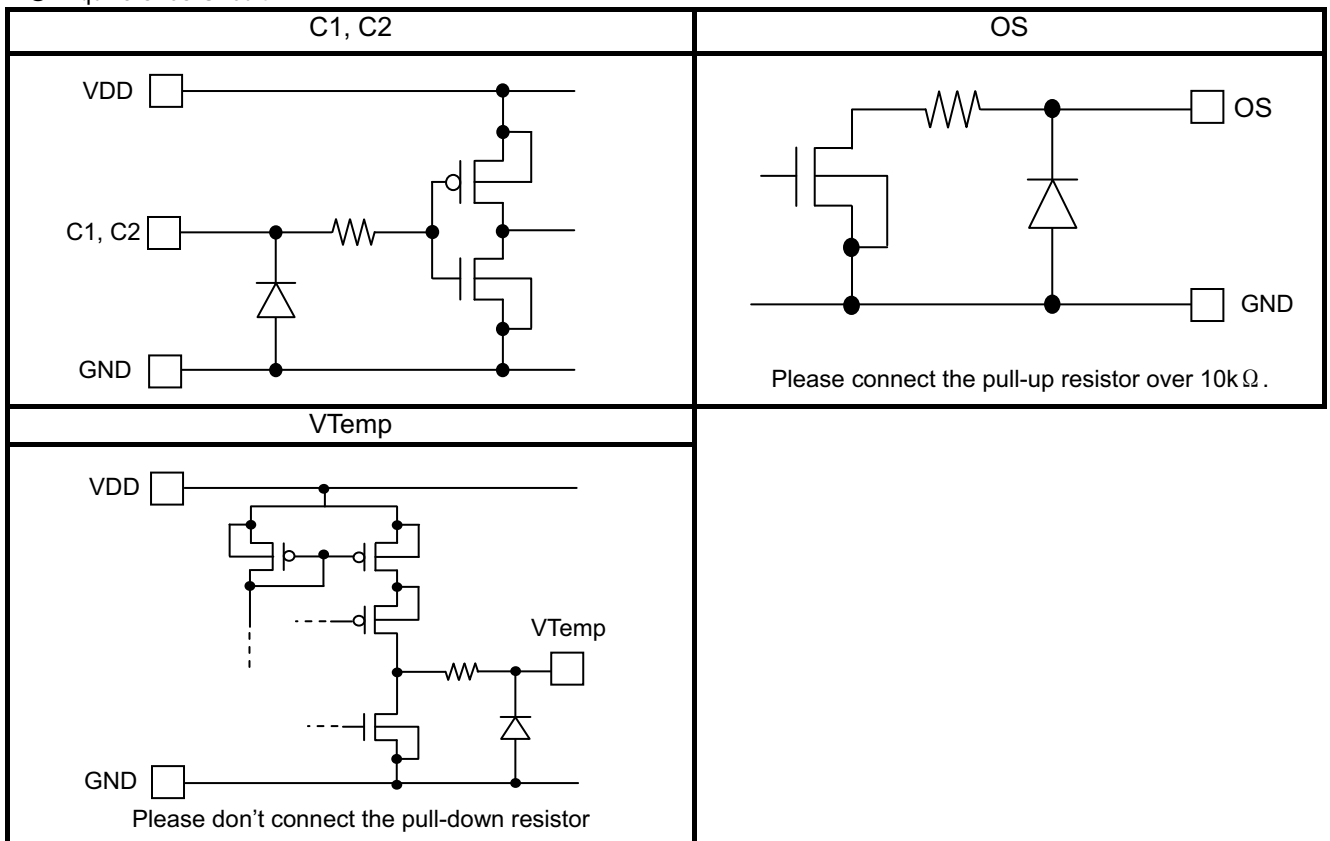 C1, C2
OS
VDD
C1, C2
GND
OS
GND
Please connect the pull-up resistor over 10kΩ.
VTemp
VDD
VTemp
GND
Please don't connect the pull-down resistor